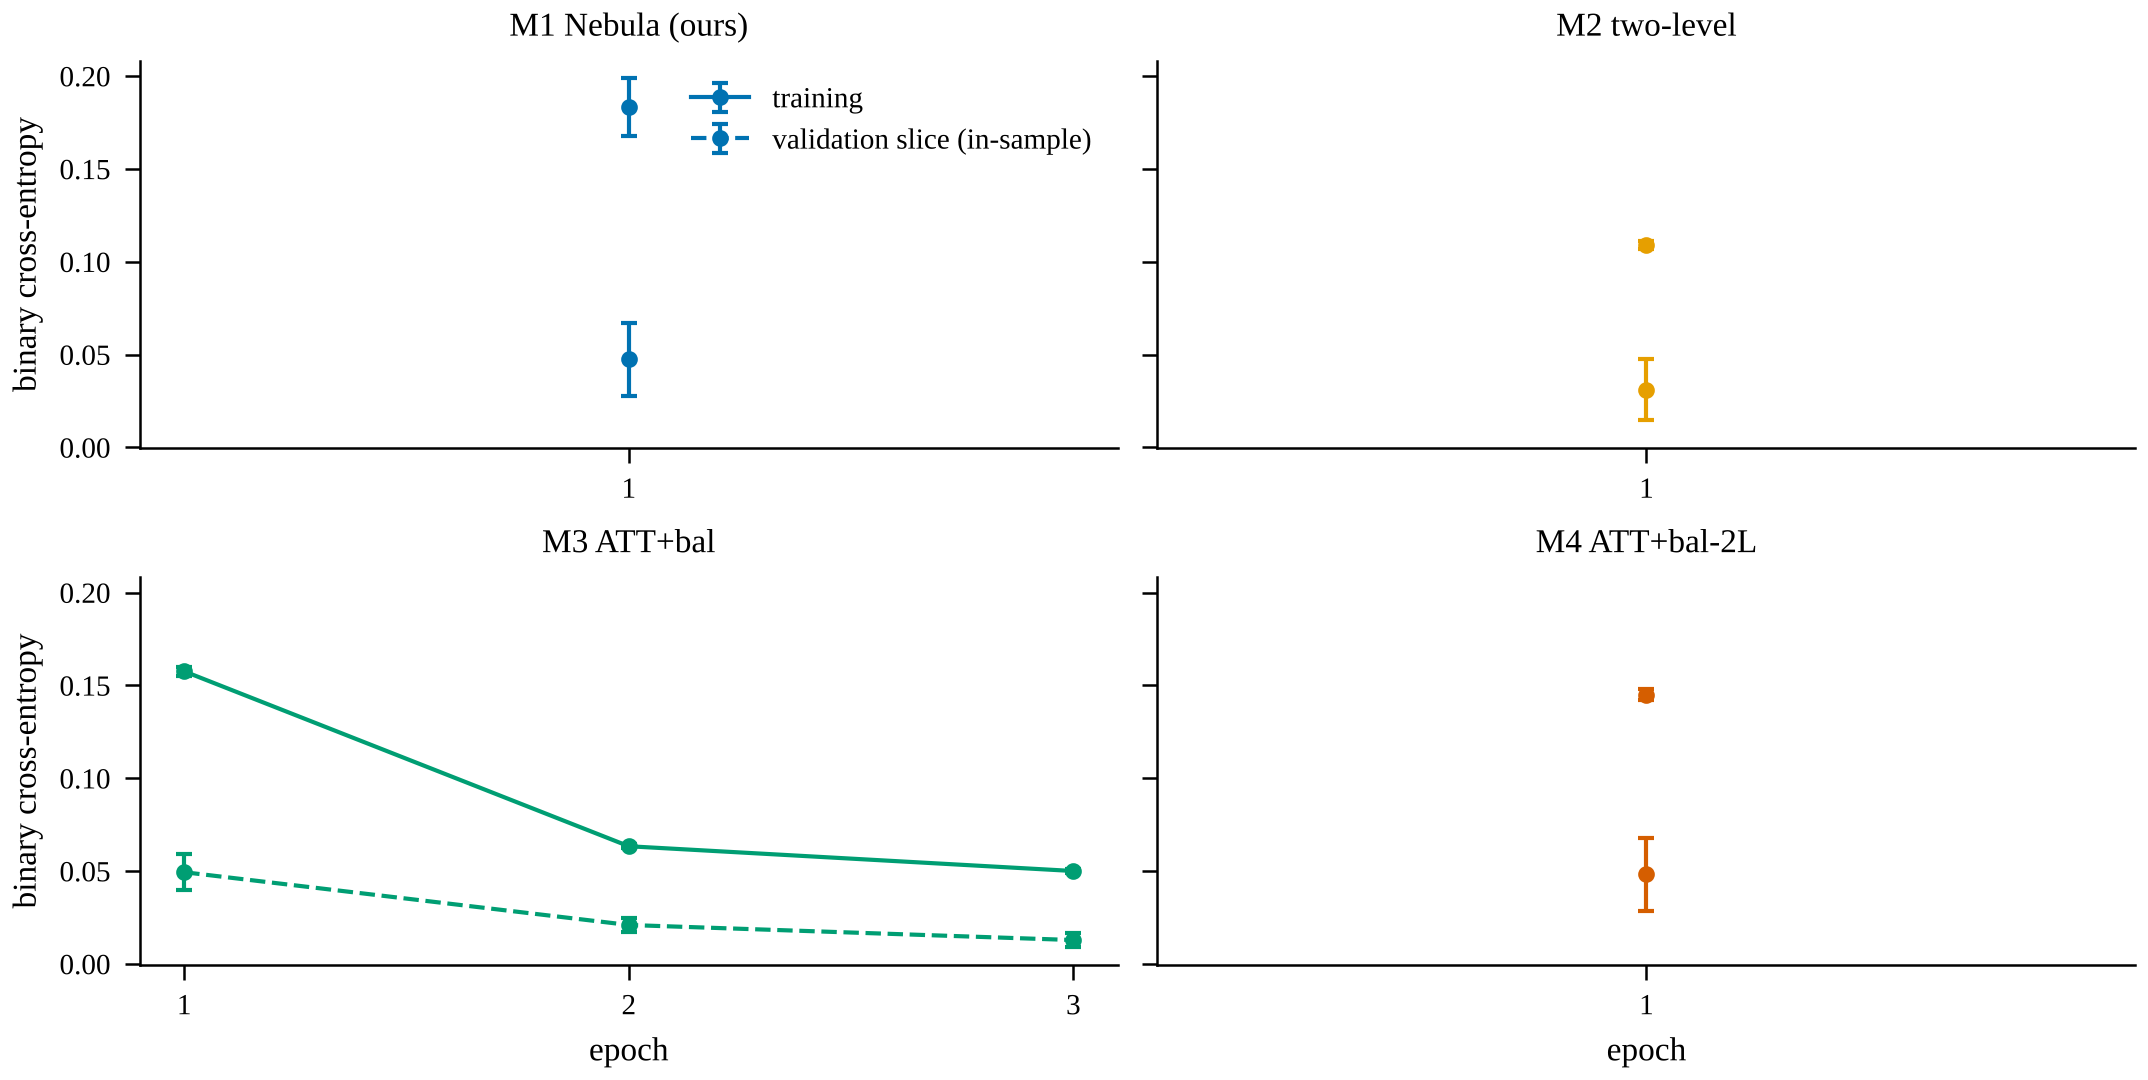 M1 Nebula (ours)
M2 two-level
binary cross-entropy
0.20
0.15
0.10
0.05
0.00
training
validation slice (in-sample)
1
1
M3 ATT+bal
M4 ATT+bal-2L
binary cross-entropy
0.20
0.15
0.10
0.05
0.00
1
2
3
1
epoch
epoch